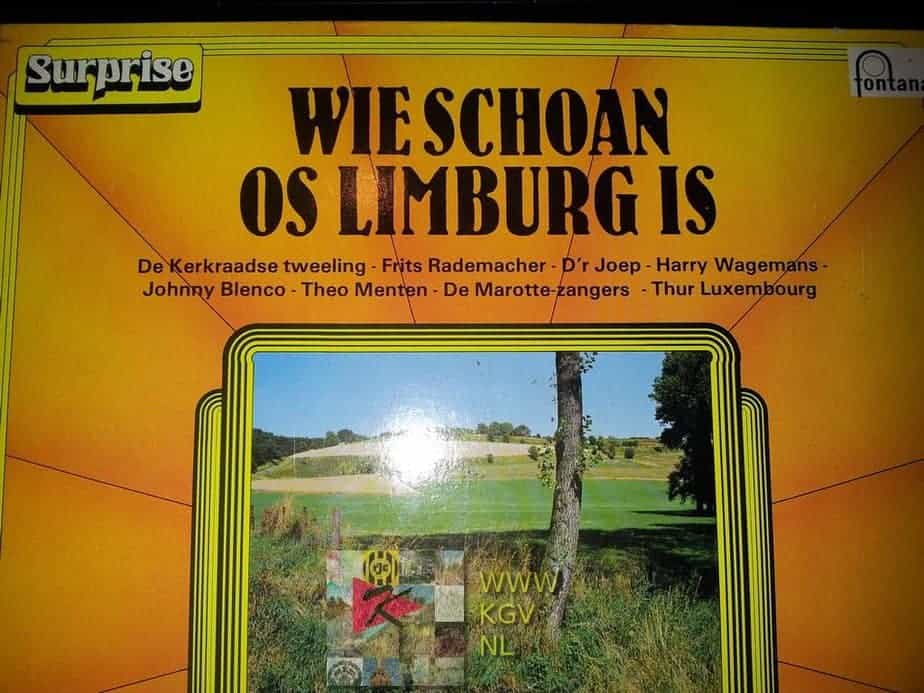 Surprise
fontana
WIE SCHOAN
OS LIMBURG IS
De Kerkraadse tweeling - Frits Rademacher - D'r Joep - Harry Wagemans -
Johnny Blenco - Theo Menten - De Marotte-zangers - Thur Luxembourg
WWW
KGV
NL